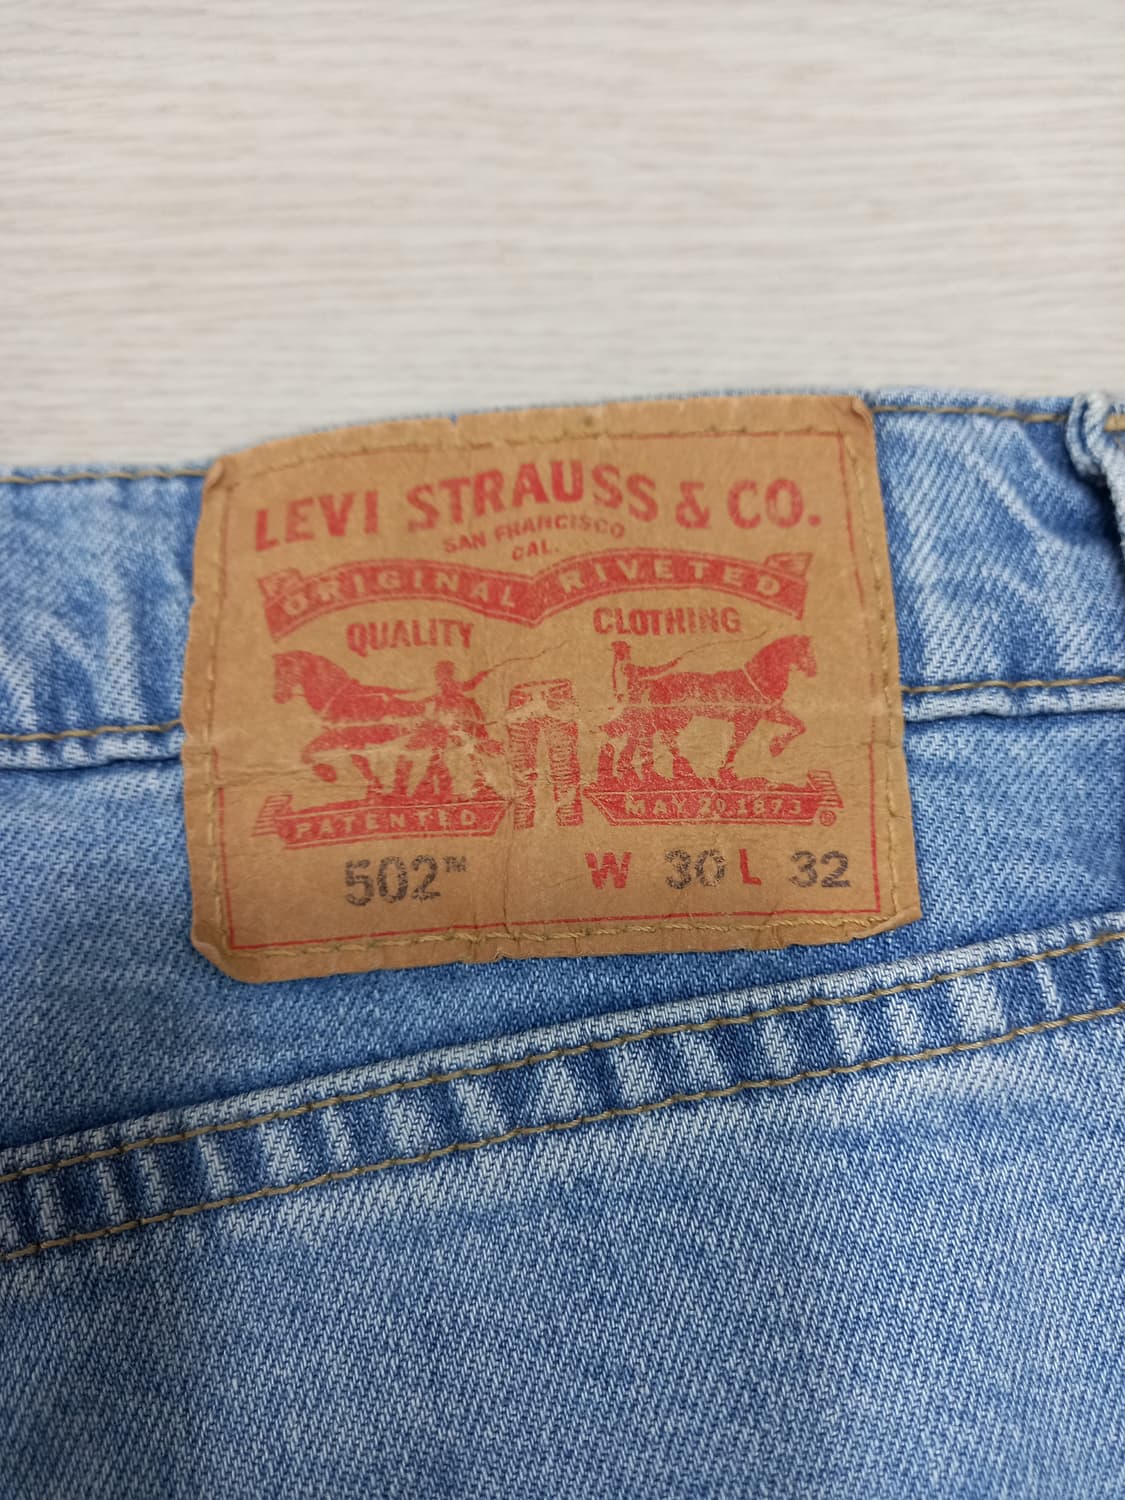 LEVI STRAUSS & CO.
SAN FRANCISCO
CAL.
ORIGINAL RIVETED
QUALITY CLOTHING
PATENTED MAY 20.1873 ®
502™ W 30 L 32